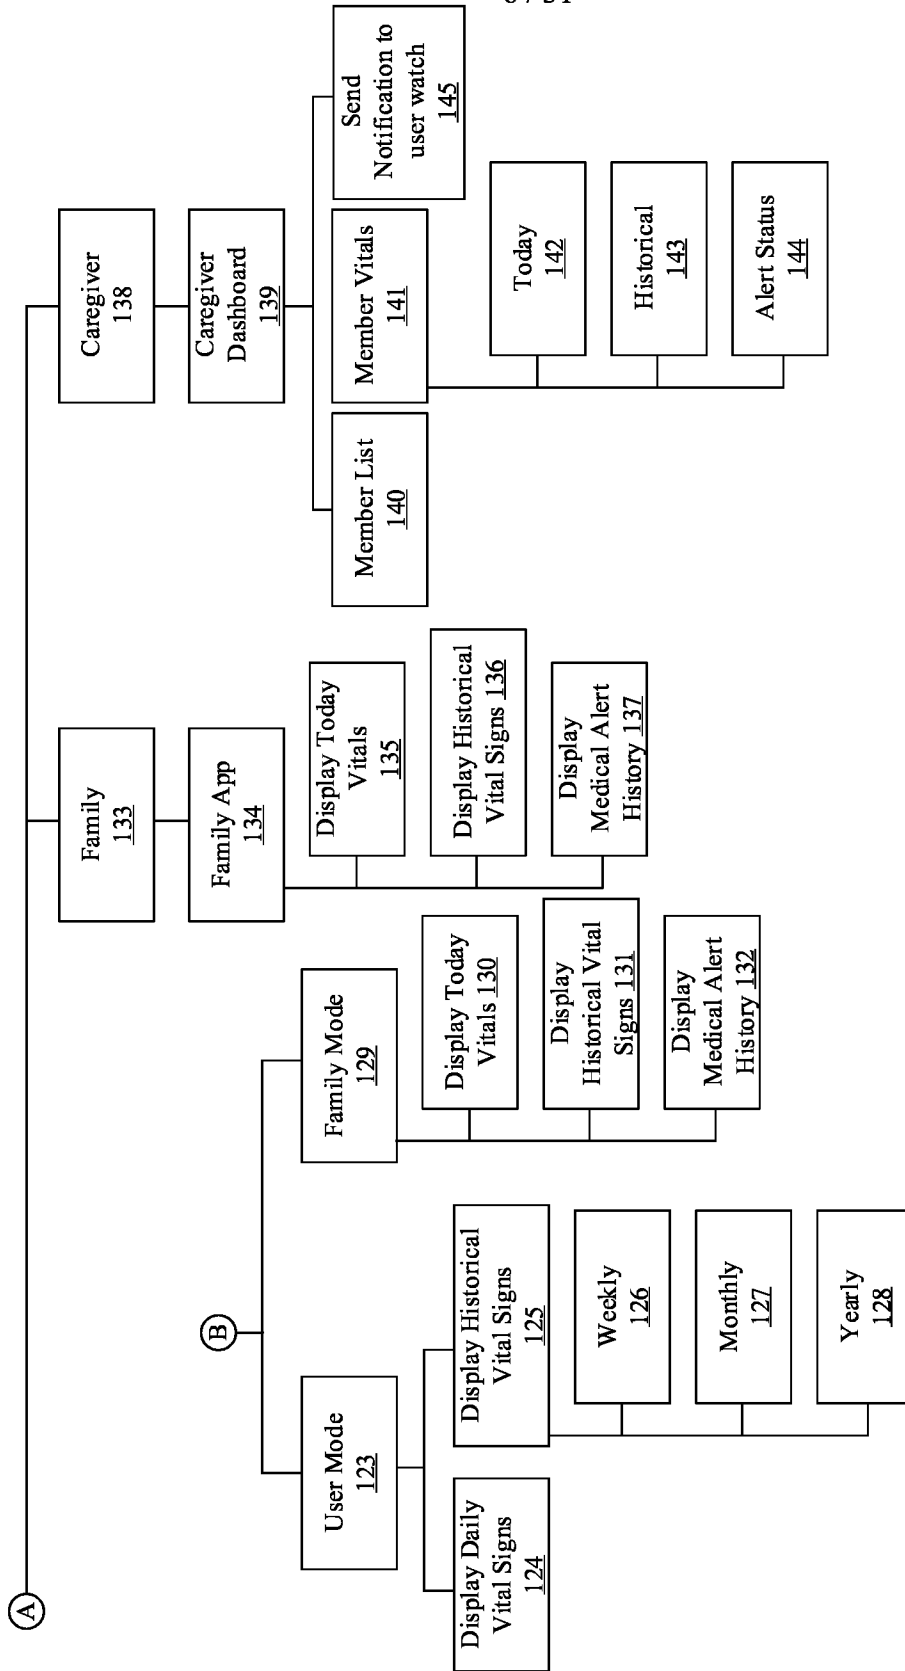 A
Caregiver
138
Caregiver
Dashboard
139
Member List
140
Member Vitals
141
Send
Notification to
user watch
145
Today
142
Historical
143
Alert Status
144
Family
133
Family App
134
Display Today
Vitals
135
Display Historical
Vital Signs 136
Display
Medical Alert
History 137
B
User Mode
123
Family Mode
129
Display Today
Vitals 130
Display
Historical Vital
Signs 131
Display
Medical Alert
History 132
Display Daily
Vital Signs
124
Display Historical
Vital Signs
125
Weekly
126
Monthly
127
Yearly
128